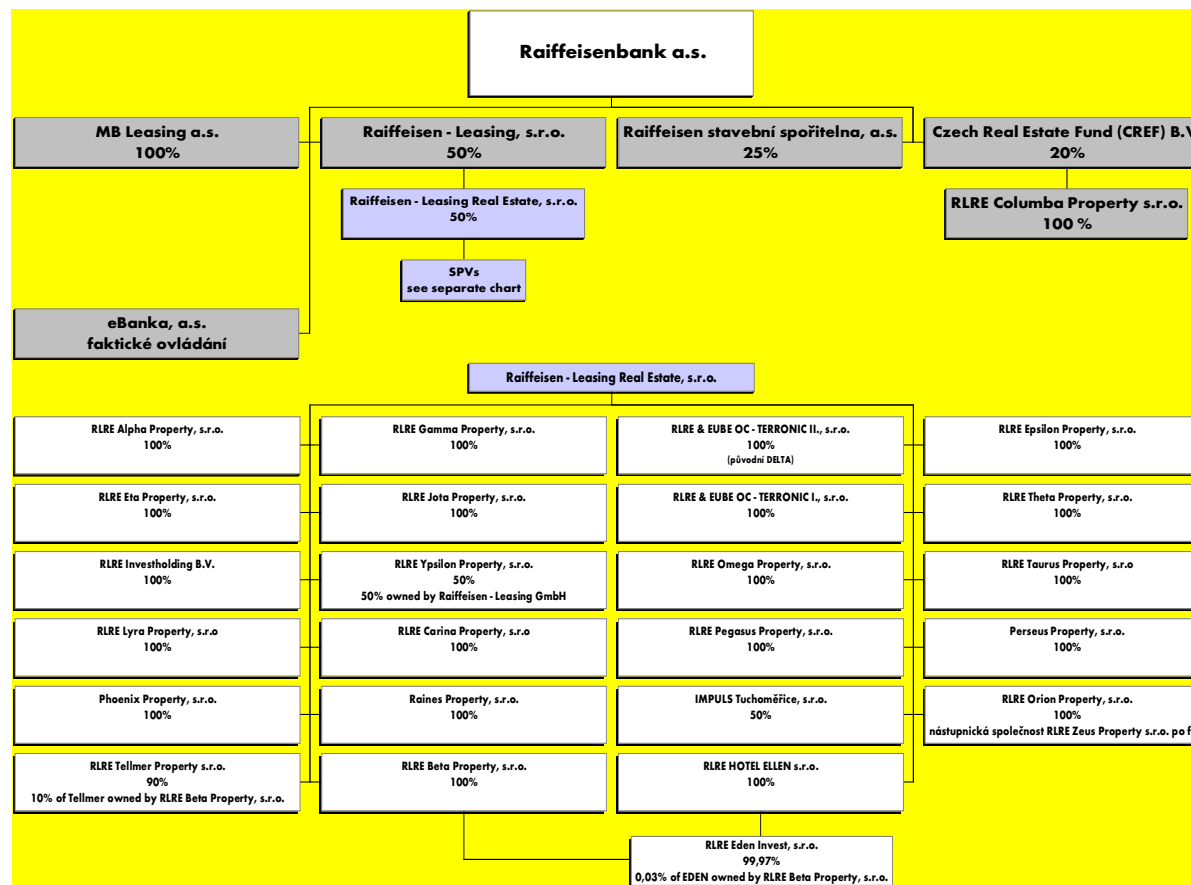 Raiffeisenbank a.s.
MB Leasing a.s.
100%
Raiffeisen - Leasing, s.r.o.
50%
Raiffeisen stavební spořitelna, a.s.
25%
Czech Real Estate Fund (CREF) B.V
20%
Raiffeisen - Leasing Real Estate, s.r.o.
50%
RLRE Columba Property s.r.o.
100 %
SPVs
see separate chart
eBanka, a.s.
faktické ovládání
Raiffeisen - Leasing Real Estate, s.r.o.
RLRE Alpha Property, s.r.o.
100%
RLRE Gamma Property, s.r.o.
100%
RLRE & EUBE OC - TERRONIC II., s.r.o.
100%
(původní DELTA)
RLRE Epsilon Property, s.r.o.
100%
RLRE Eta Property, s.r.o.
100%
RLRE Jota Property, s.r.o.
100%
RLRE & EUBE OC - TERRONIC I., s.r.o.
100%
RLRE Theta Property, s.r.o.
100%
RLRE Investholding B.V.
100%
RLRE Ypsilon Property, s.r.o.
50%
50% owned by Raiffeisen - Leasing GmbH
RLRE Omega Property, s.r.o.
100%
RLRE Taurus Property, s.r.o
100%
RLRE Lyra Property, s.r.o
100%
RLRE Carina Property, s.r.o
100%
RLRE Pegasus Property, s.r.o.
100%
Perseus Property, s.r.o.
100%
Phoenix Property, s.r.o.
100%
Raines Property, s.r.o.
100%
IMPULS Tuchoměřice, s.r.o.
50%
RLRE Orion Property, s.r.o.
100%
nástupnická společnost RLRE Zeus Property s.r.o. po f
RLRE Tellmer Property s.r.o.
90%
10% of Tellmer owned by RLRE Beta Property, s.r.o.
RLRE Beta Property, s.r.o.
100%
RLRE HOTEL ELLEN s.r.o.
100%
RLRE Eden Invest, s.r.o.
99,97%
0,03% of EDEN owned by RLRE Beta Property, s.r.o.